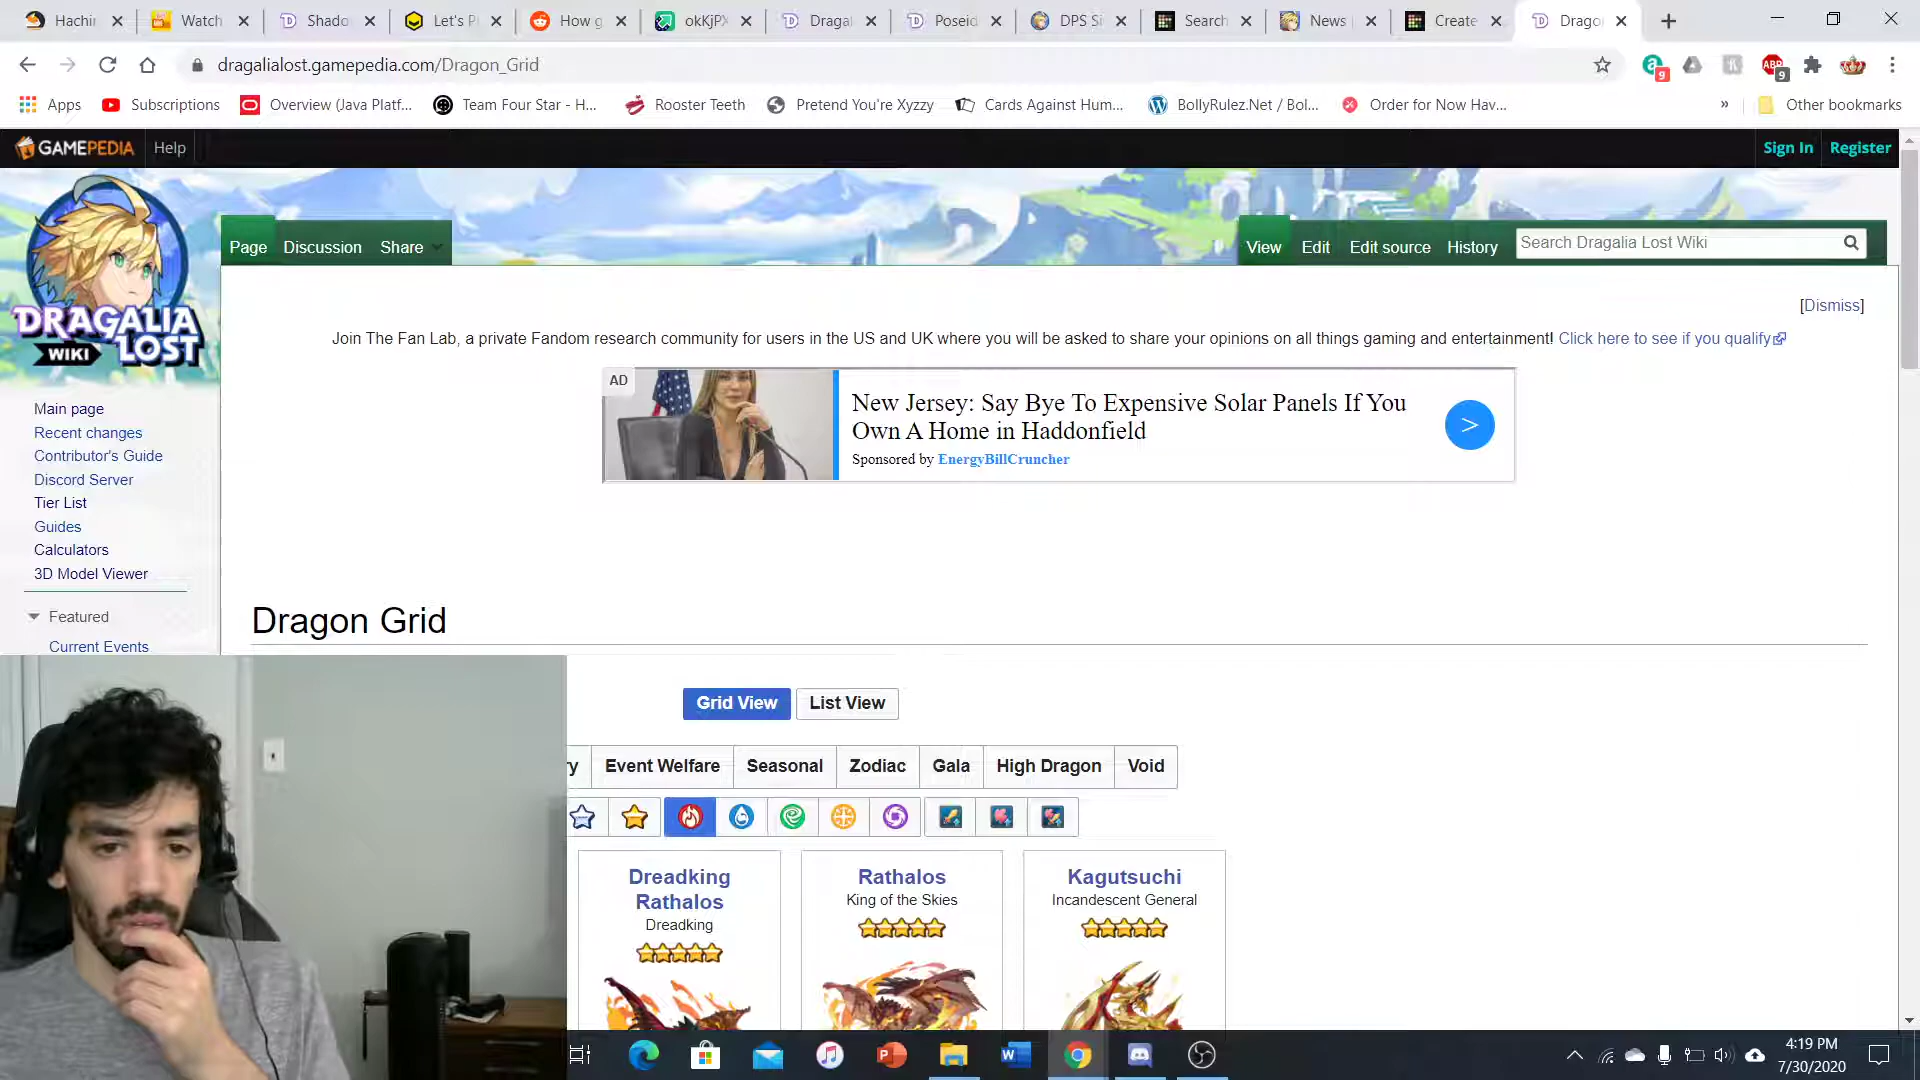 Hachin
Watch
Shado
Let's P
How g
okKjPX
Dragal
Poseid
DPS Si
Search
News
Create
Drago
dragalialost.gamepedia.com/Dragon_Grid
9
ABP
9
Apps
Subscriptions
Overview (Java Platf...
Team Four Star - H...
Rooster Teeth
Pretend You're Xyzzy
Cards Against Hum...
BollyRulez.Net / Bol...
Order for Now Hav...
»
Other bookmarks
GAMEPEDIA
Help
Sign In
Register
DRAGALIA
LOST
WIKI
Page
Discussion
Share
View
Edit
Edit source
History
Search Dragalia Lost Wiki
[Dismiss]
Join The Fan Lab, a private Fandom research community for users in the US and UK where you will be asked to share your opinions on all things gaming and entertainment! Click here to see if you qualify
AD
New Jersey: Say Bye To Expensive Solar Panels If You
Own A Home in Haddonfield
Sponsored by EnergyBillCruncher
>
Main page
Recent changes
Contributor's Guide
Discord Server
Tier List
Guides
Calculators
3D Model Viewer
Featured
Current Events
Dragon Grid
Grid View
List View
y
Event Welfare
Seasonal
Zodiac
Gala
High Dragon
Void
Dreadking
Rathalos
Dreadking
Rathalos
King of the Skies
Kagutsuchi
Incandescent General
4:19 PM
7/30/2020